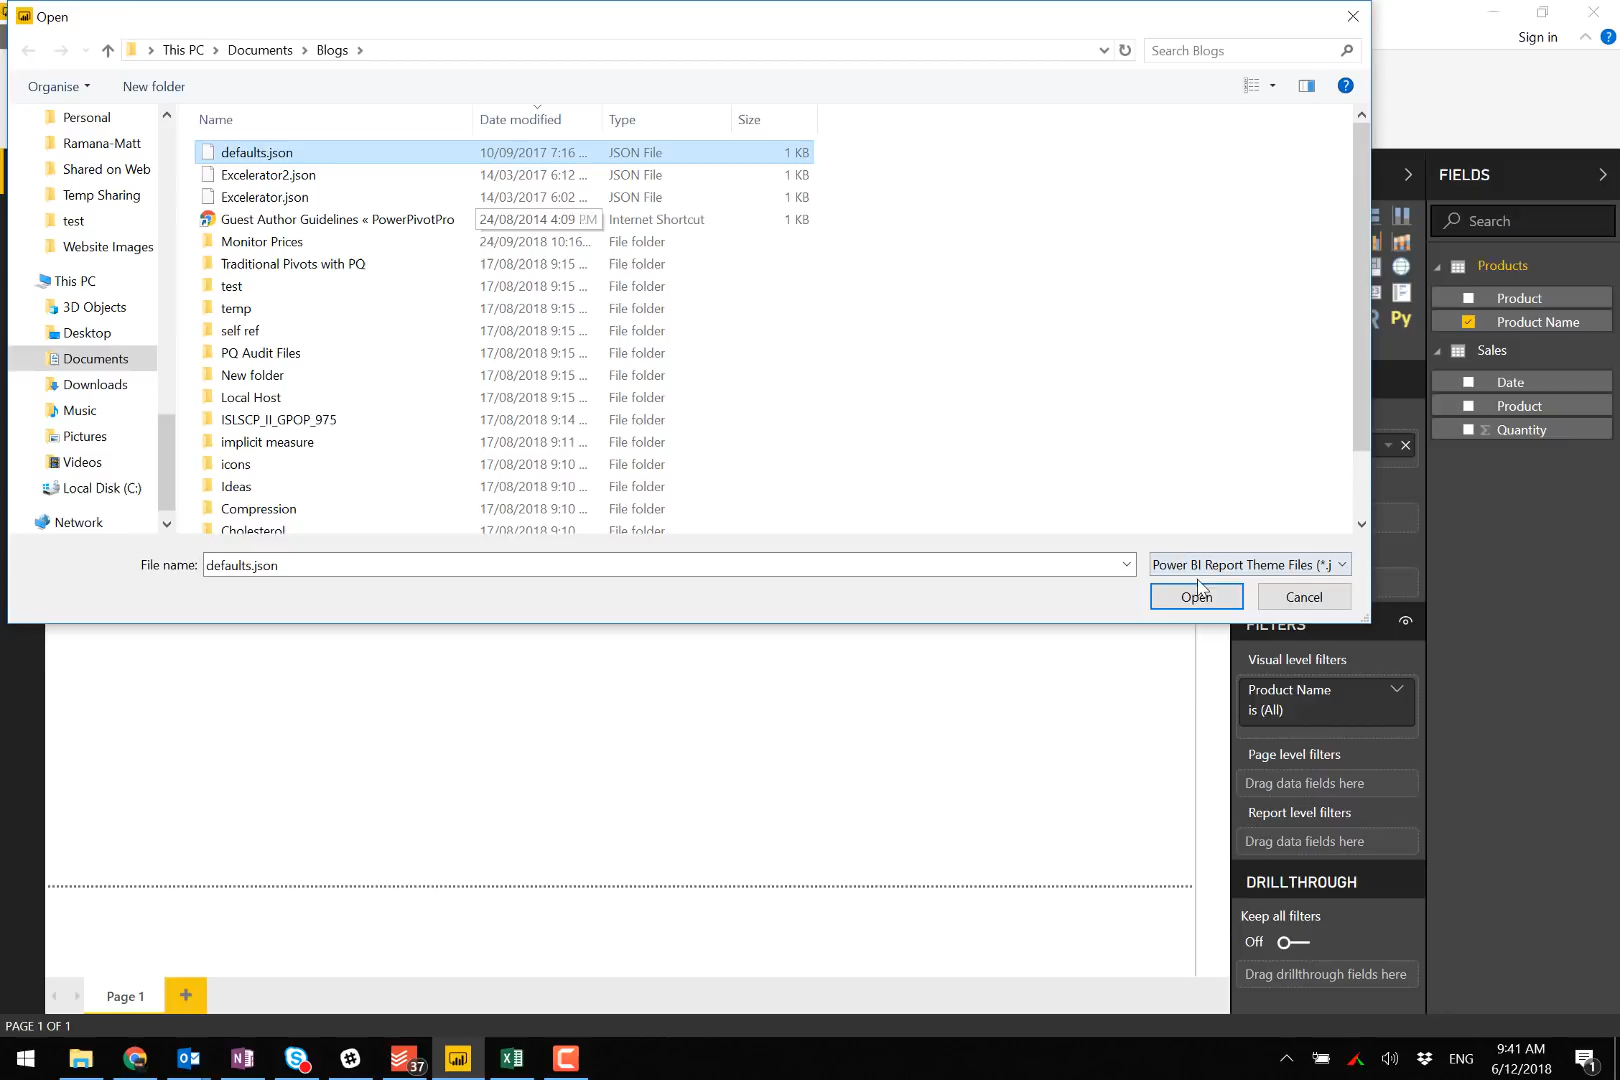 Open
Sign in
This PC
Documents
Blogs
Search Blogs
Organise
New folder
Name
Date modified
Type
Size
Personal
Ramana-Matt
Shared on Web
Temp Sharing
test
Website Images
This PC
3D Objects
Desktop
Documents
Downloads
Music
Pictures
Videos
Local Disk (C:)
Network
defaults.json 10/09/2017 7:16 ... JSON File 1 KB
Excelerator2.json 14/03/2017 6:12 ... JSON File 1 KB
Excelerator.json 14/03/2017 6:02 ... JSON File 1 KB
Guest Author Guidelines « PowerPivotPro 24/08/2014 4:09 PM Internet Shortcut 1 KB
Monitor Prices 24/09/2018 10:16... File folder
Traditional Pivots with PQ 17/08/2018 9:15 ... File folder
test 17/08/2018 9:15 ... File folder
temp 17/08/2018 9:15 ... File folder
self ref 17/08/2018 9:15 ... File folder
PQ Audit Files 17/08/2018 9:15 ... File folder
New folder 17/08/2018 9:15 ... File folder
Local Host 17/08/2018 9:15 ... File folder
ISLSCP_II_GPOP_975 17/08/2018 9:14 ... File folder
implicit measure 17/08/2018 9:11 ... File folder
icons 17/08/2018 9:10 ... File folder
Ideas 17/08/2018 9:10 ... File folder
Compression 17/08/2018 9:10 ... File folder
Cholesterol 17/08/2018 9:10 ... File folder
File name: defaults.json
Power BI Report Theme Files (*.j
Open
Cancel
FIELDS
Search
Products
Product
Product Name
Sales
Date
Product
Σ Quantity
Py
FILTERS
Visual level filters
Product Name
is (All)
Page level filters
Drag data fields here
Report level filters
Drag data fields here
DRILLTHROUGH
Keep all filters
Off
Drag drillthrough fields here
Page 1
PAGE 1 OF 1
37
ENG
9:41 AM
6/12/2018
1